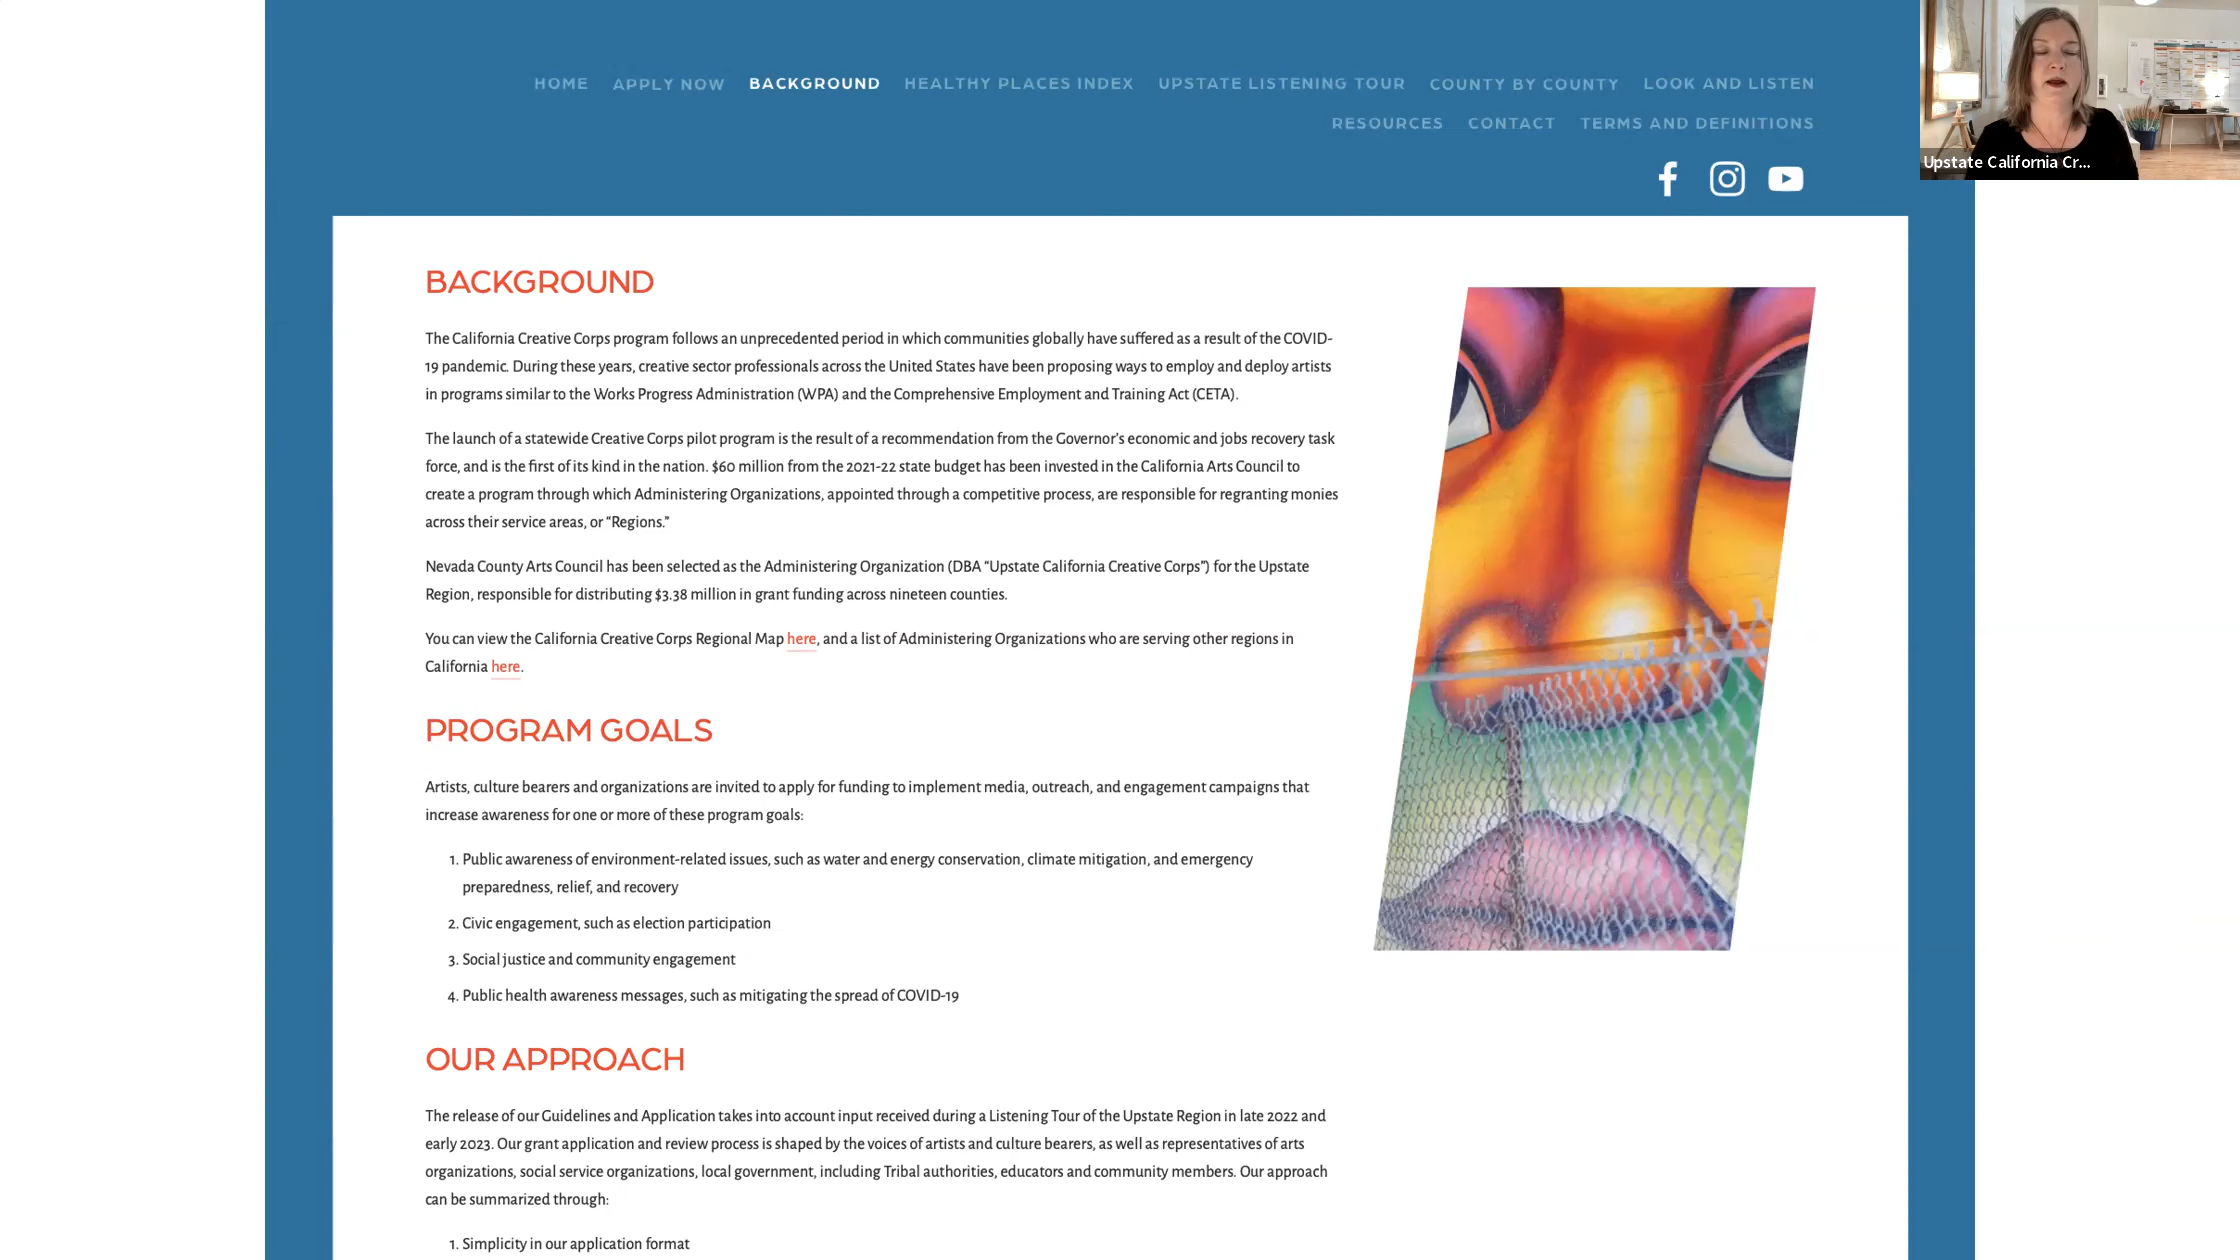 HOME APPLY NOW BACKGROUND HEALTHY PLACES INDEX UPSTATE LISTENING TOUR COUNTY BY COUNTY LOOK AND LISTEN
RESOURCES CONTACT TERMS AND DEFINITIONS
Upstate California Cr...
BACKGROUND
The California Creative Corps program follows an unprecedented period in which communities globally have suffered as a result of the COVID-
19 pandemic. During these years, creative sector professionals across the United States have been proposing ways to employ and deploy artists
in programs similar to the Works Progress Administration (WPA) and the Comprehensive Employment and Training Act (CETA).
The launch of a statewide Creative Corps pilot program is the result of a recommendation from the Governor's economic and jobs recovery task
force, and is the first of its kind in the nation. $60 million from the 2021-22 state budget has been invested in the California Arts Council to
create a program through which Administering Organizations, appointed through a competitive process, are responsible for regranting monies
across their service areas, or “Regions.”
Nevada County Arts Council has been selected as the Administering Organization (DBA “Upstate California Creative Corps”) for the Upstate
Region, responsible for distributing $3.38 million in grant funding across nineteen counties.
You can view the California Creative Corps Regional Map here, and a list of Administering Organizations who are serving other regions in
California here.
PROGRAM GOALS
Artists, culture bearers and organizations are invited to apply for funding to implement media, outreach, and engagement campaigns that
increase awareness for one or more of these program goals:
1. Public awareness of environment-related issues, such as water and energy conservation, climate mitigation, and emergency
preparedness, relief, and recovery
2. Civic engagement, such as election participation
3. Social justice and community engagement
4. Public health awareness messages, such as mitigating the spread of COVID-19
OUR APPROACH
The release of our Guidelines and Application takes into account input received during a Listening Tour of the Upstate Region in late 2022 and
early 2023. Our grant application and review process is shaped by the voices of artists and culture bearers, as well as representatives of arts
organizations, social service organizations, local government, including Tribal authorities, educators and community members. Our approach
can be summarized through:
1. Simplicity in our application format